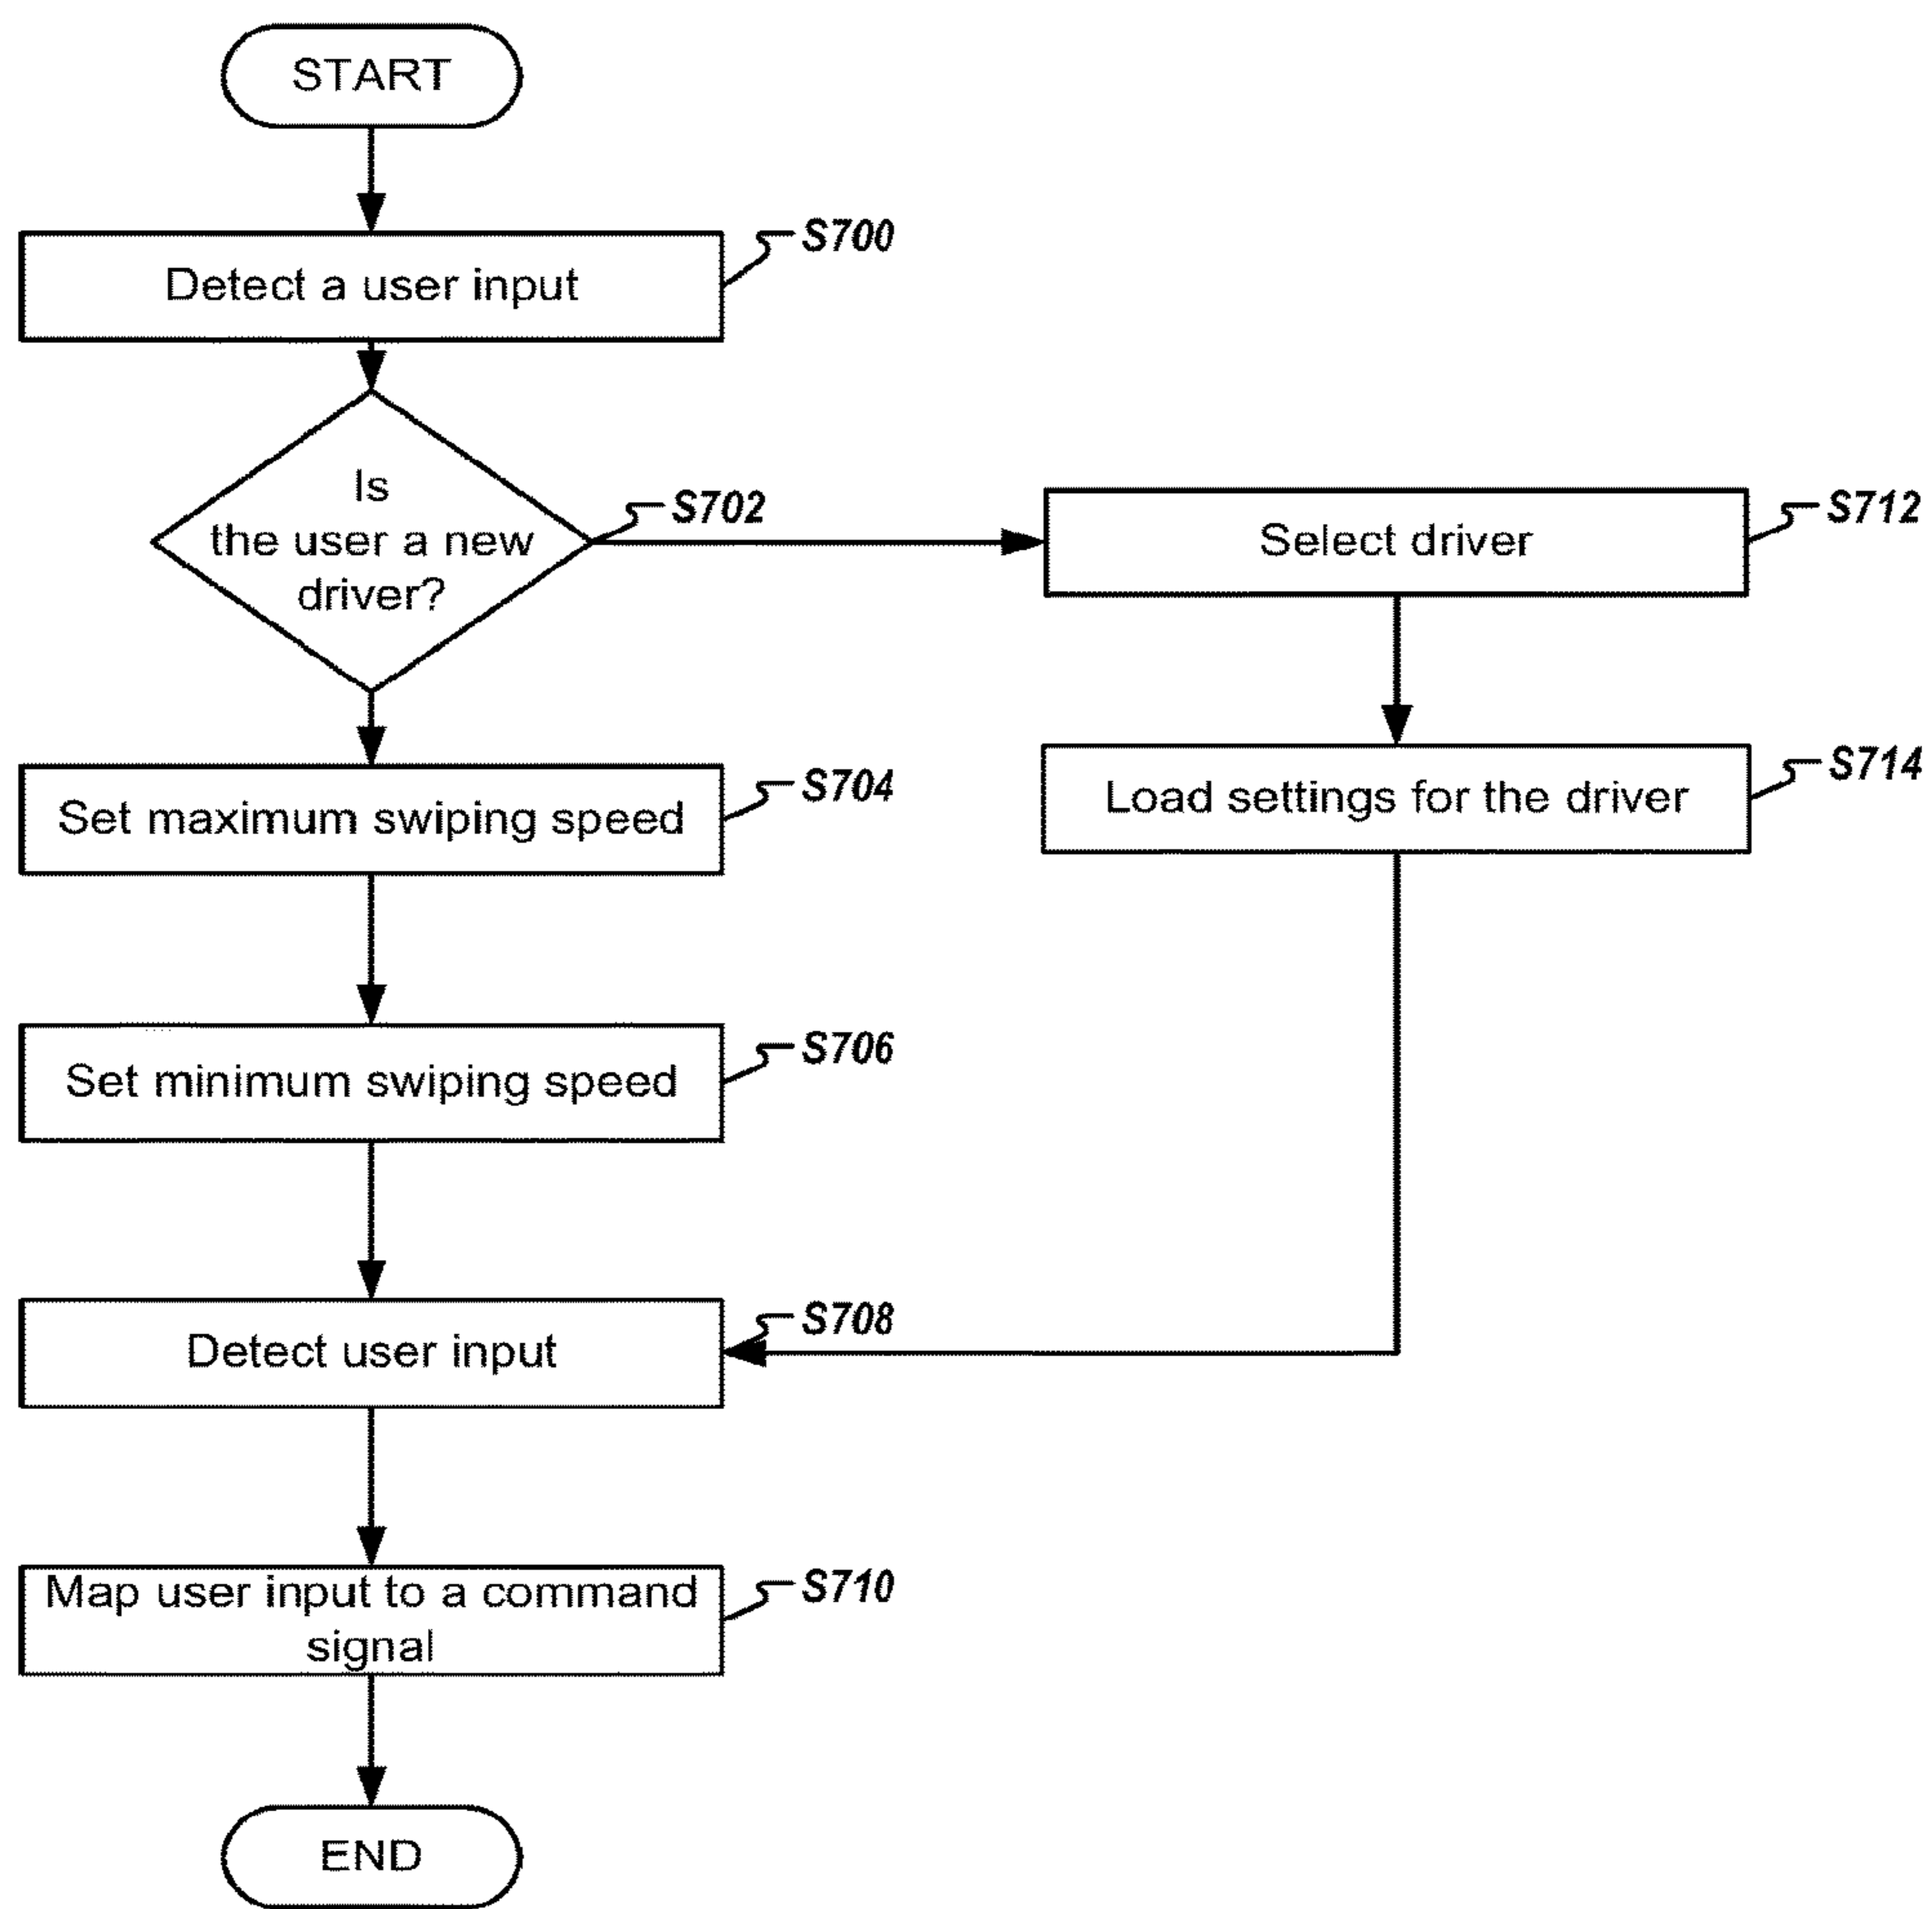 START
S700
Detect a user input
Is
the user a new
driver?
S702
S712
Select driver
S704
Set maximum swiping speed
S714
Load settings for the driver
S706
Set minimum swiping speed
S708
Detect user input
S710
Map user input to a command
signal
END